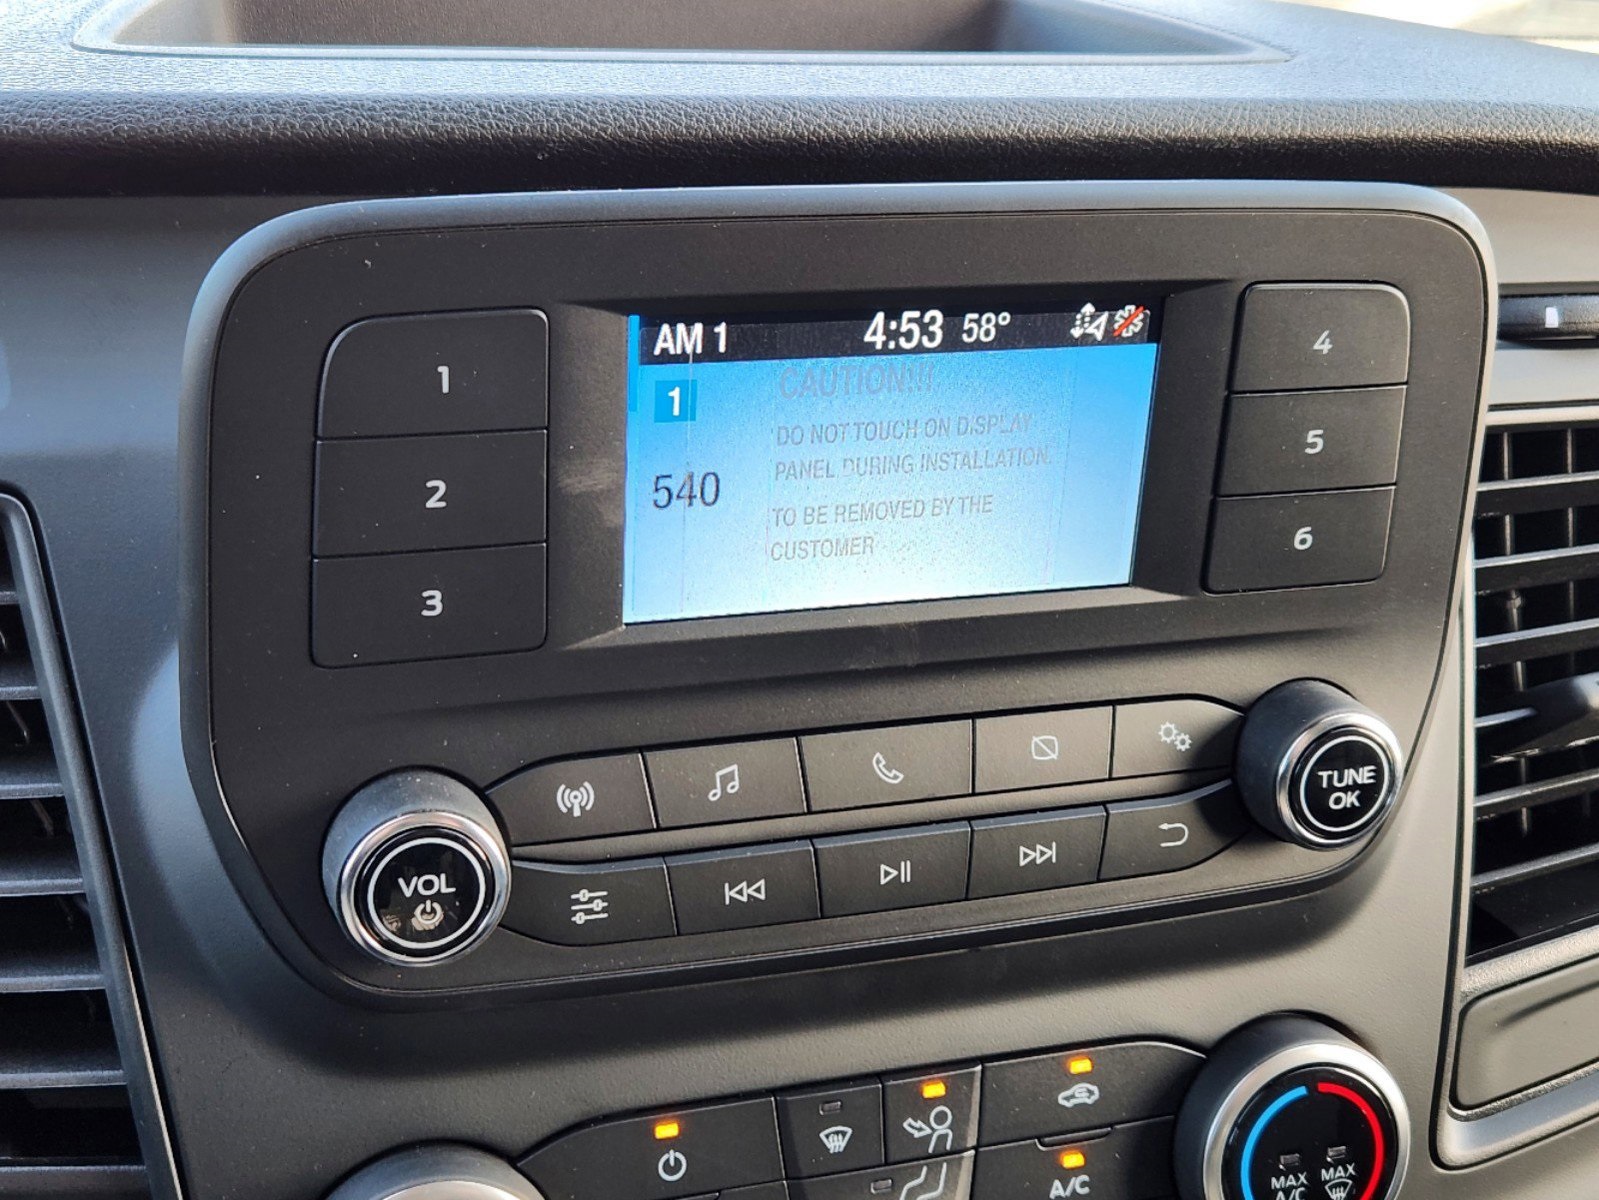 AM 1 4:53 58°
1
CAUTION!!!
DO NOT TOUCH ON DISPLAY
PANEL DURING INSTALLATION.
540
TO BE REMOVED BY THE
CUSTOMER
1
2
3
4
5
6
VOL
TUNE
OK
A/C
MAX
A/C
MAX